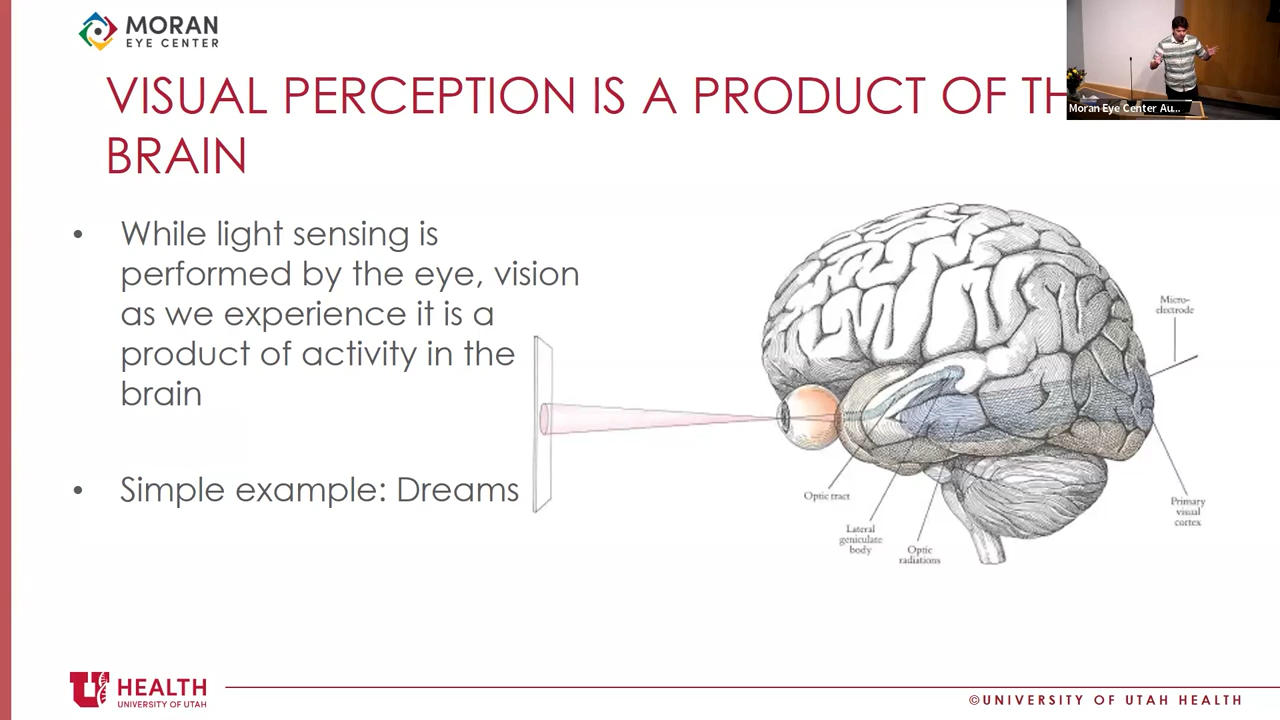 MORAN
EYE CENTER
VISUAL PERCEPTION IS A PRODUCT OF TH
BRAIN
Moran Eye Center Au...
• While light sensing is
performed by the eye, vision
as we experience it is a
product of activity in the
brain
• Simple example: Dreams
Micro-
electrode
Optic tract
Lateral
geniculate
body
Optic
radiations
Primary
visual
cortex
U HEALTH
UNIVERSITY OF UTAH
©UNIVERSITY OF UTAH HEALTH